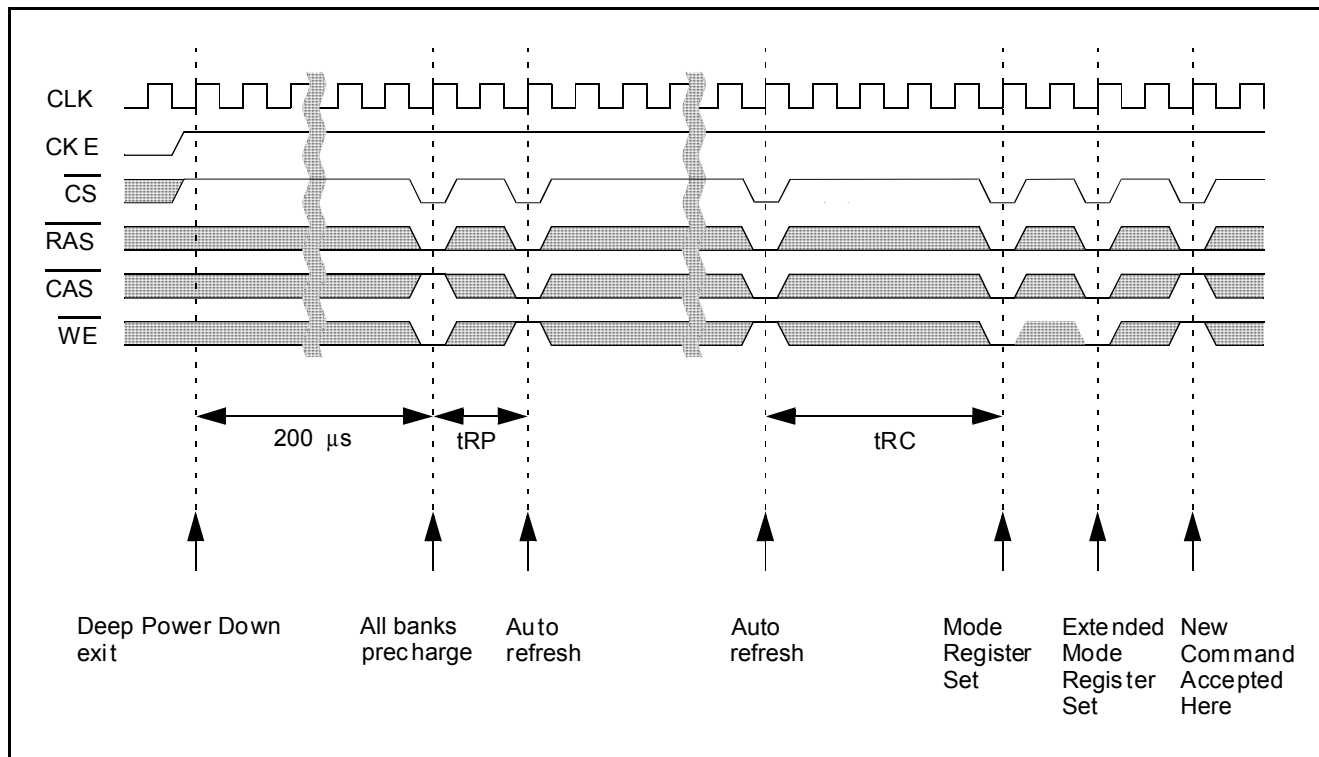 CLK
CKE
CS
RAS
CAS
WE
200 μs
tRP
tRC
Deep Power Down
exit
All banks
precharge
Auto
refresh
Auto
refresh
Mode
Register
Set
Extended
Mode
Register
Set
New
Command
Accepted
Here